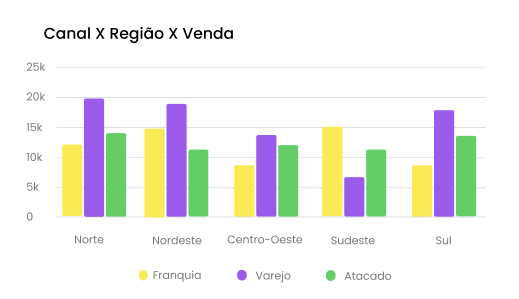 Canal X Região X Venda
25k
20k
15k
10k
5k
0
Norte Nordeste Centro-Oeste Sudeste Sul
Franquia Varejo Atacado